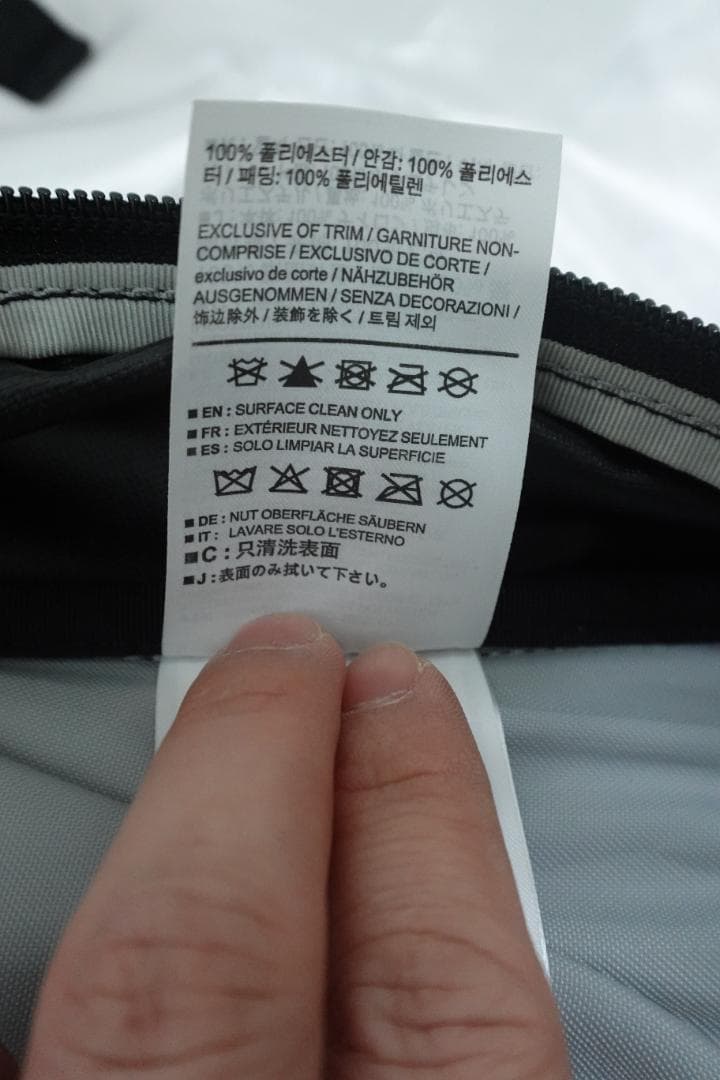 100% 폴리에스터 / 안감: 100% 폴리에스
터 / 패딩: 100% 폴리에틸렌
EXCLUSIVE OF TRIM / GARNITURE NON-
COMPRISE / EXCLUSIVO DE CORTE /
exclusivo de corte / NÄHZUBEHÖR
AUSGENOMMEN / SENZA DECORAZIONI /
饰边除外 / 装飾を除く / 트림 제외
■ EN : SURFACE CLEAN ONLY
■ FR : EXTÉRIEUR NETTOYEZ SEULEMENT
■ ES : SOLO LIMPIAR LA SUPERFICIE
■ DE : NUT OBERFLÄCHE SÄUBERN
■ IT : LAVARE SOLO L'ESTERNO
■ C : 只清洗表面
■ J : 表面のみ拭いて下さい。